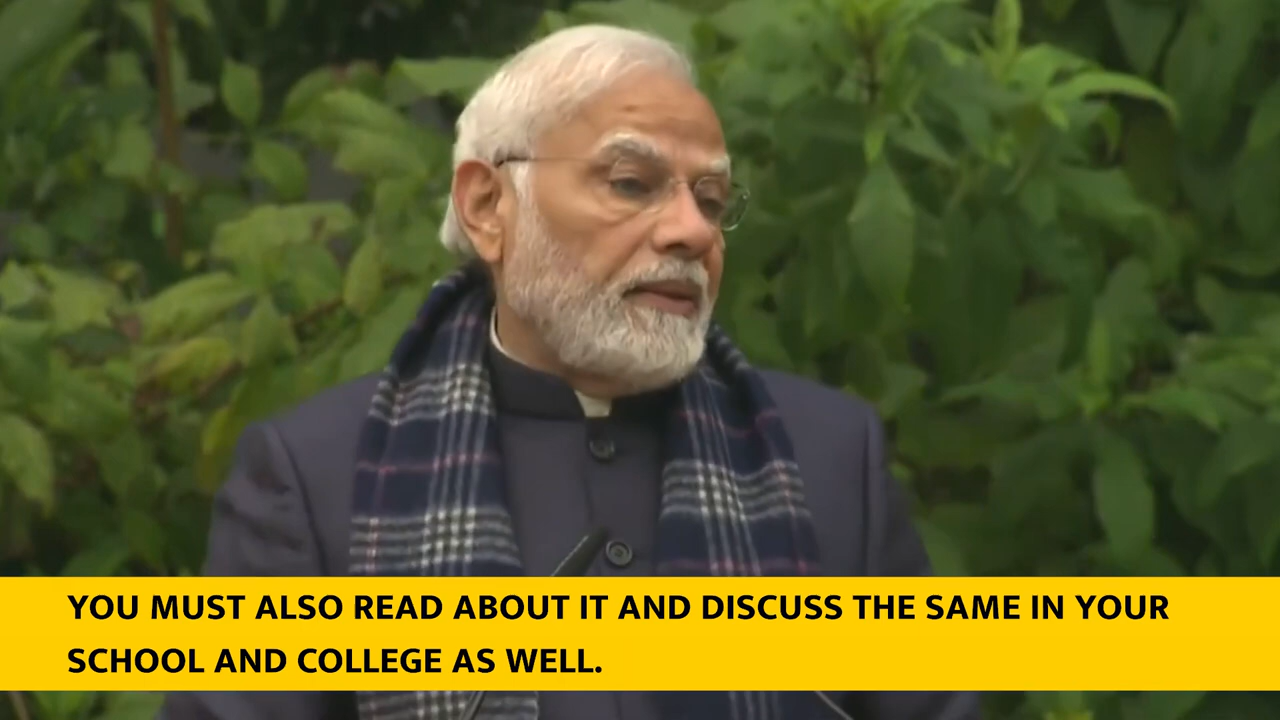 YOU MUST ALSO READ ABOUT IT AND DISCUSS THE SAME IN YOUR
SCHOOL AND COLLEGE AS WELL.